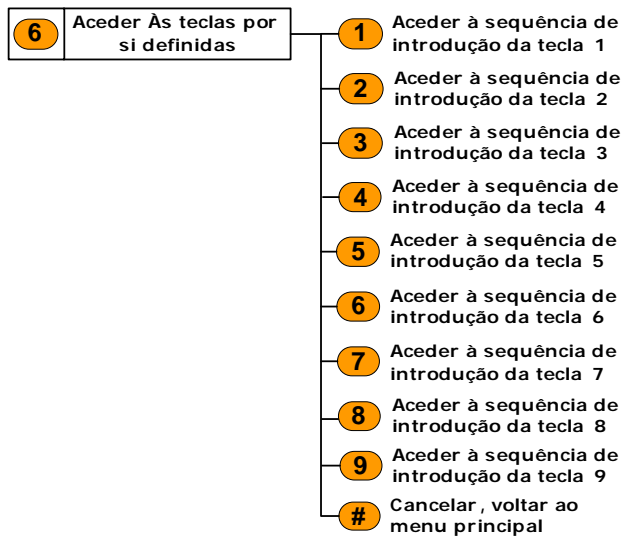 6
Aceder Às teclas por
si definidas
1
Aceder à sequência de
introdução da tecla 1
2
Aceder à sequência de
introdução da tecla 2
3
Aceder à sequência de
introdução da tecla 3
4
Aceder à sequência de
introdução da tecla 4
5
Aceder à sequência de
introdução da tecla 5
6
Aceder à sequência de
introdução da tecla 6
7
Aceder à sequência de
introdução da tecla 7
8
Aceder à sequência de
introdução da tecla 8
9
Aceder à sequência de
introdução da tecla 9
#
Cancelar, voltar ao
menu principal